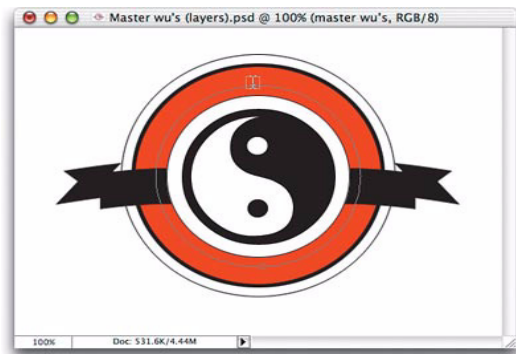 Master wu's (layers).psd @ 100% (master wu's, RGB/8)
100% Doc: 531.6K/4.44M